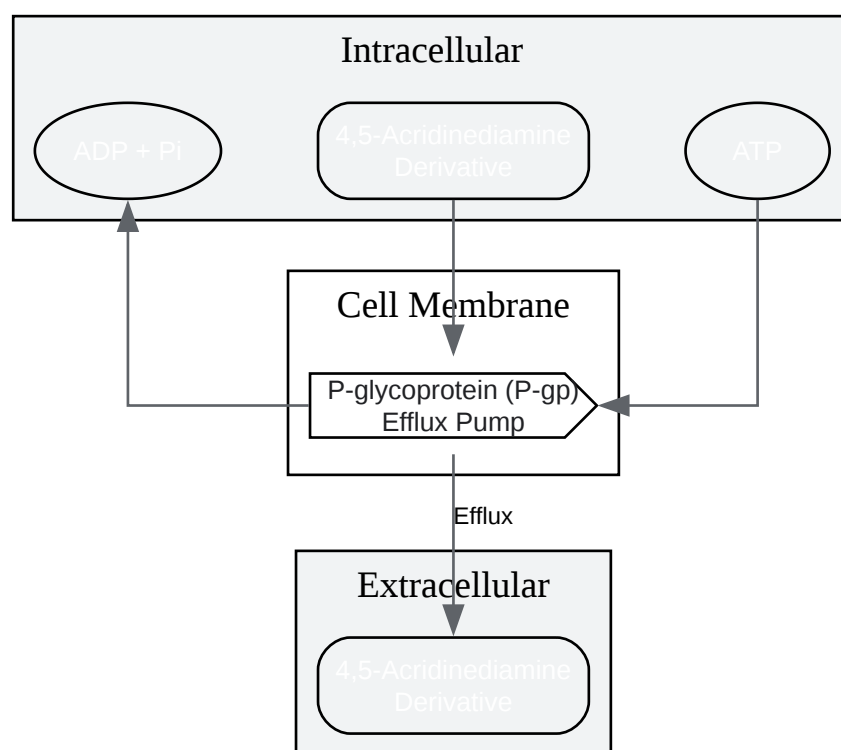 Intracellular
ADP + Pi
4,5-Acridinediamine
Derivative
ATP
Cell Membrane
P-glycoprotein (P-gp)
Efflux Pump
Efflux
Extracellular
4,5-Acridinediamine
Derivative